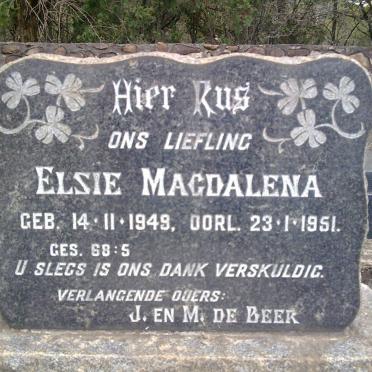 Hier Rus
ONS LIEFLING
ELSIE MAGDALENA
GEB. 14·11·1949, OORL. 23·1·1951.
GES. 68:5
U SLEGS IS ONS DANK VERSKULDIG.
VERLANGENDE OUERS:
J. EN M. DE BEER